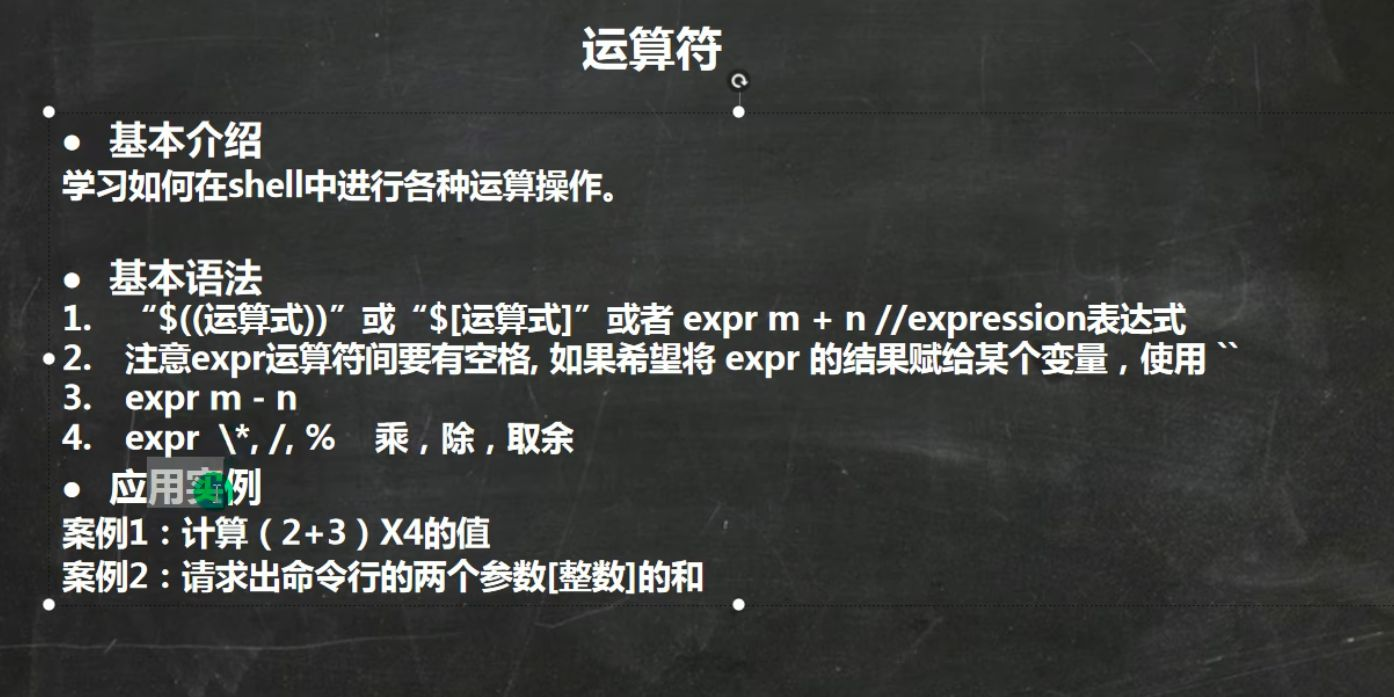 运算符
● 基本介绍
学习如何在shell中进行各种运算操作。
● 基本语法
1. “$((运算式))”或“$[运算式]”或者 expr m + n //expression表达式
2. 注意expr运算符间要有空格, 如果希望将 expr 的结果赋给某个变量，使用 ``
3. expr m - n
4. expr \*, /, % 乘，除，取余
● 应用实例
案例1：计算（2+3）X4的值
案例2：请求出命令行的两个参数[整数]的和